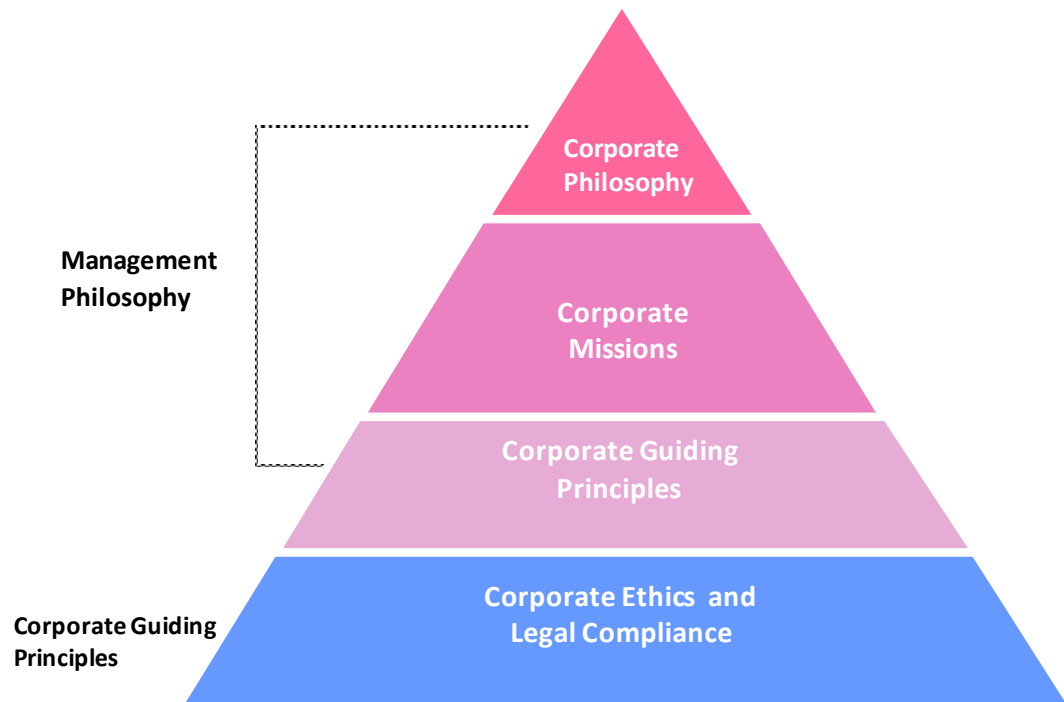 Corporate
Philosophy
Management
Philosophy
Corporate
Missions
Corporate Guiding
Principles
Corporate Ethics and
Legal Compliance
Corporate Guiding
Principles